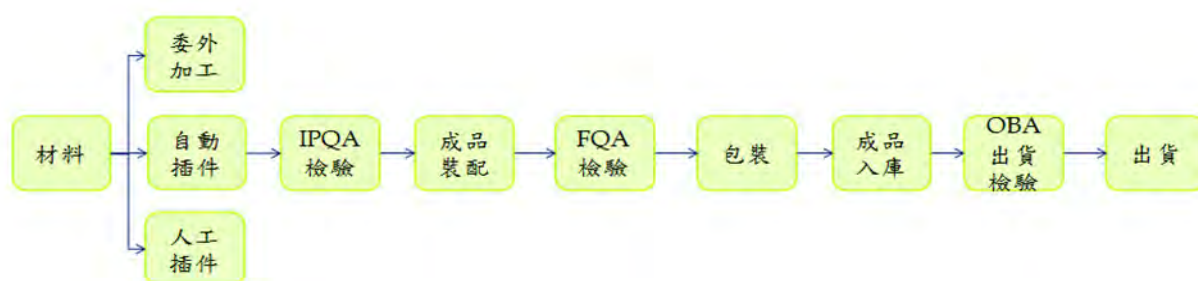 材料
委外
加工
自動
插件
人工
插件
IPQA
檢驗
成品
裝配
FQA
檢驗
包裝
成品
入庫
OBA
出貨
檢驗
出貨